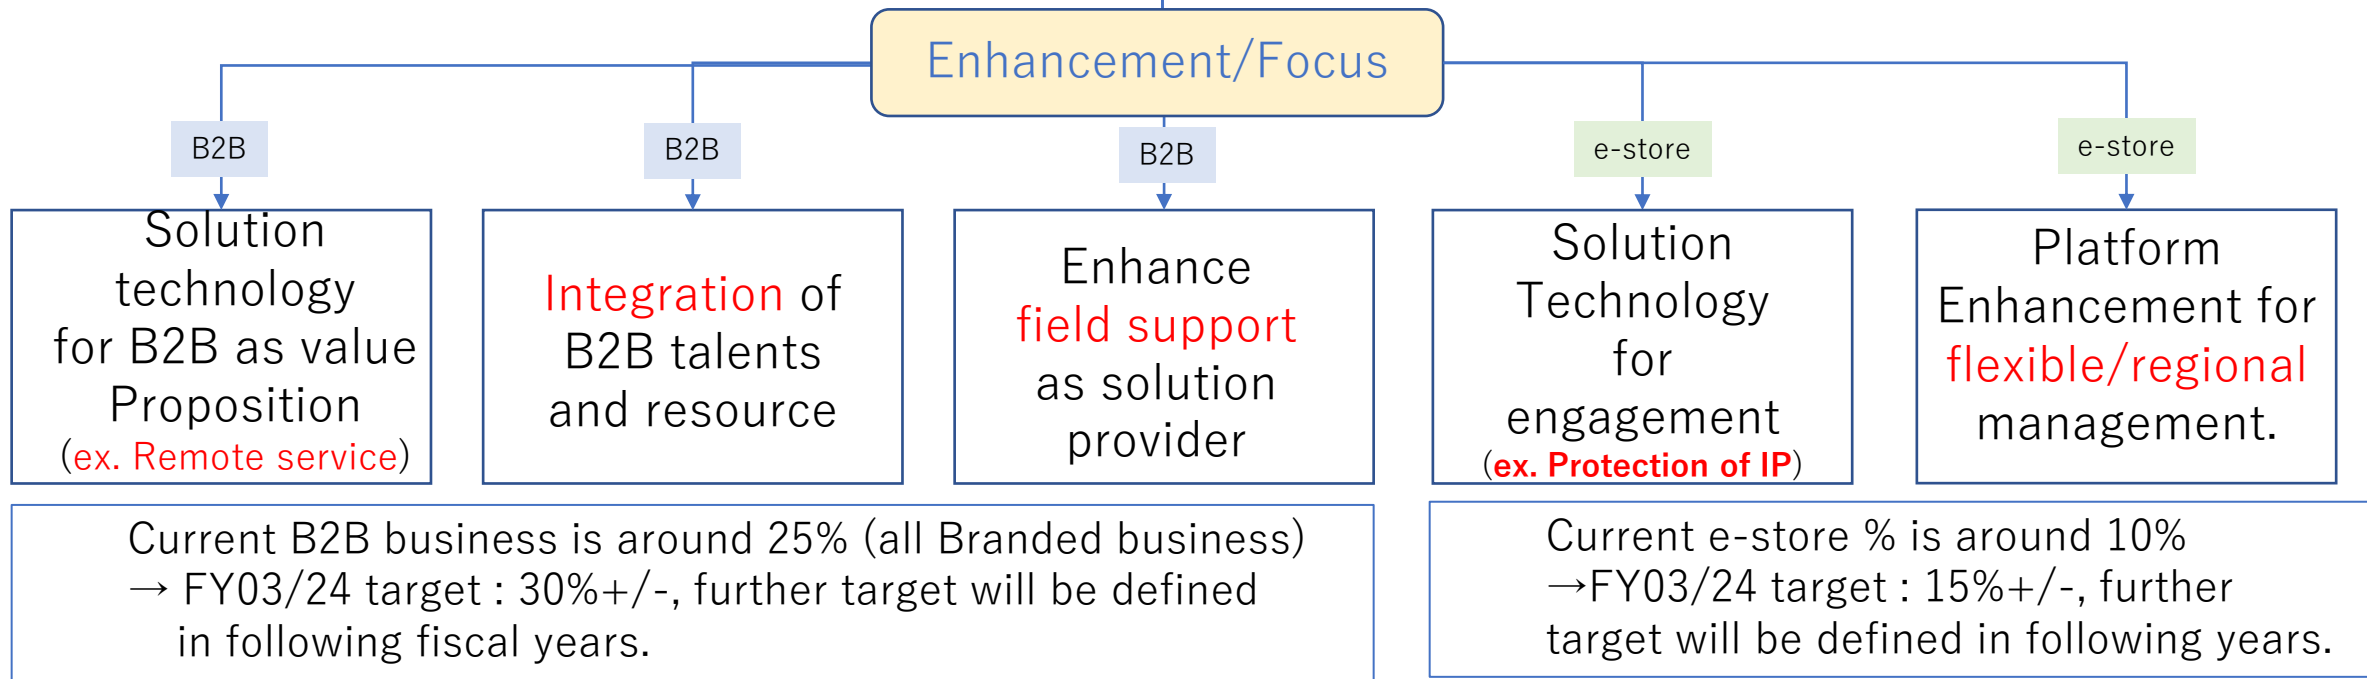 Enhancement/Focus
B2B
Solution
technology
for B2B as value
Proposition
(ex. Remote service)
B2B
Integration of
B2B talents
and resource
B2B
Enhance
field support
as solution
provider
e-store
Solution
Technology
for
engagement
(ex. Protection of IP)
e-store
Platform
Enhancement for
flexible/regional
management.
Current B2B business is around 25% (all Branded business)
→ FY03/24 target : 30%+/-, further target will be defined
in following fiscal years.
Current e-store % is around 10%
→FY03/24 target : 15%+/-, further
target will be defined in following years.